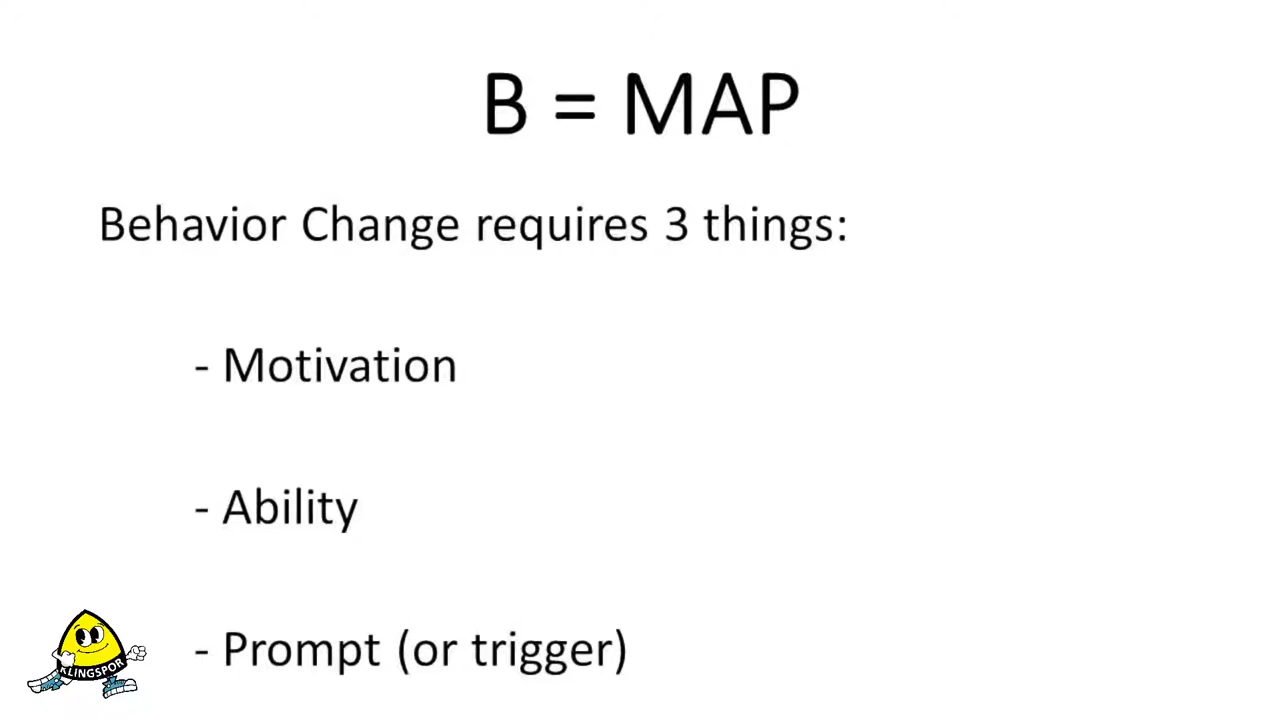 B = MAP
Behavior Change requires 3 things:
- Motivation
- Ability
- Prompt (or trigger)
KLINGSPOR